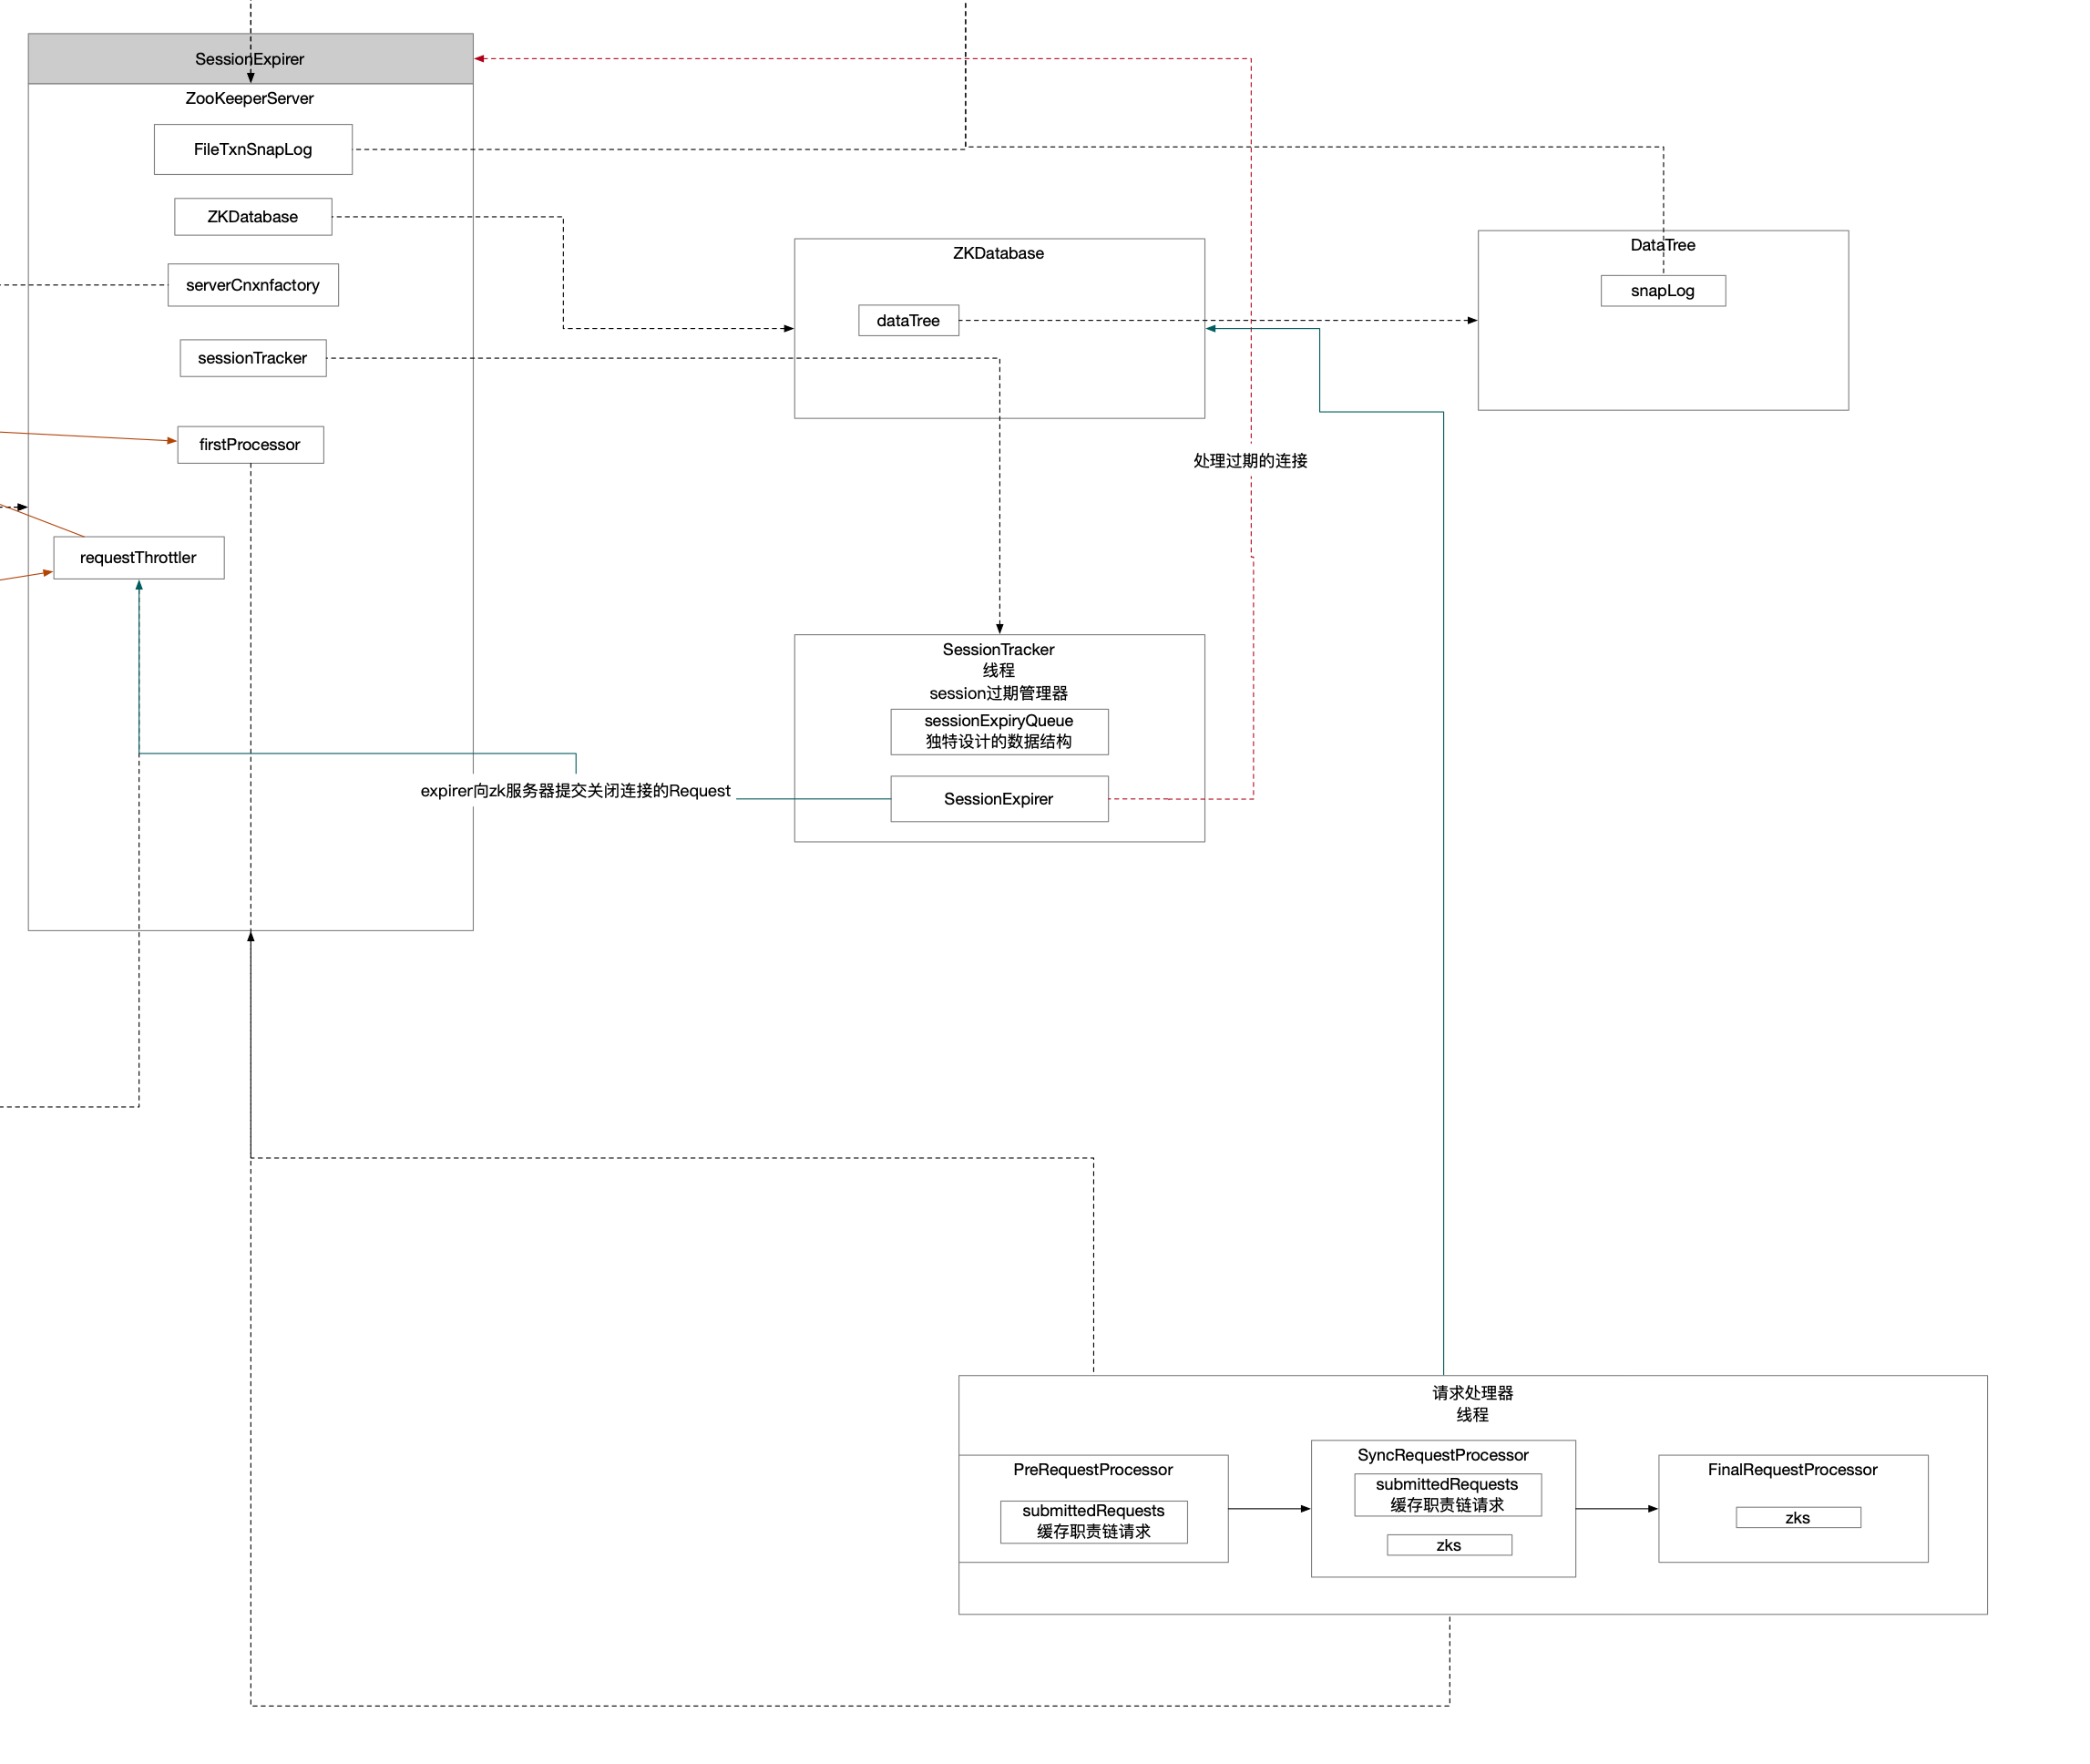 SessionExpirer
ZooKeeperServer
FileTxnSnapLog
ZKDatabase
serverCnxnfactory
sessionTracker
firstProcessor
requestThrottler
ZKDatabase
dataTree
DataTree
snapLog
处理过期的连接
SessionTracker
线程
session过期管理器
sessionExpiryQueue
独特设计的数据结构
SessionExpirer
expirer向zk服务器提交关闭连接的Request
请求处理器
线程
PreRequestProcessor
submittedRequests
缓存职责链请求
SyncRequestProcessor
submittedRequests
缓存职责链请求
zks
FinalRequestProcessor
zks